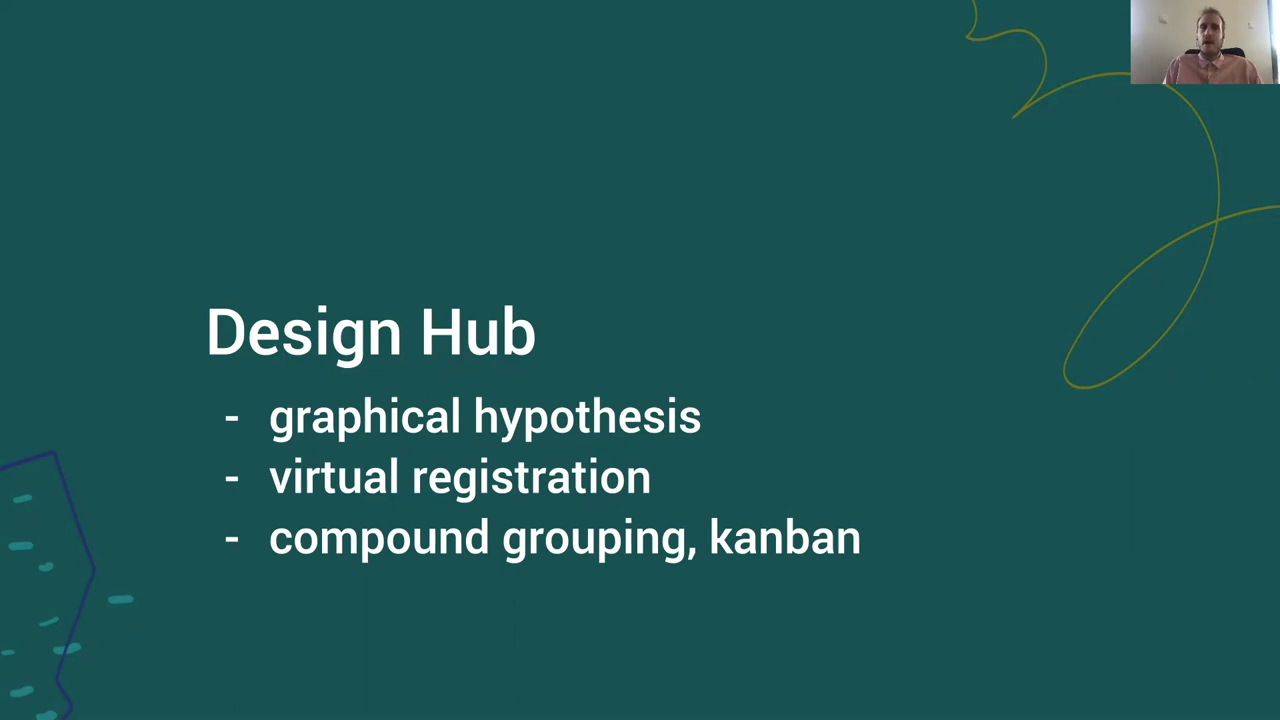 Design Hub
- graphical hypothesis
- virtual registration
- compound grouping, kanban